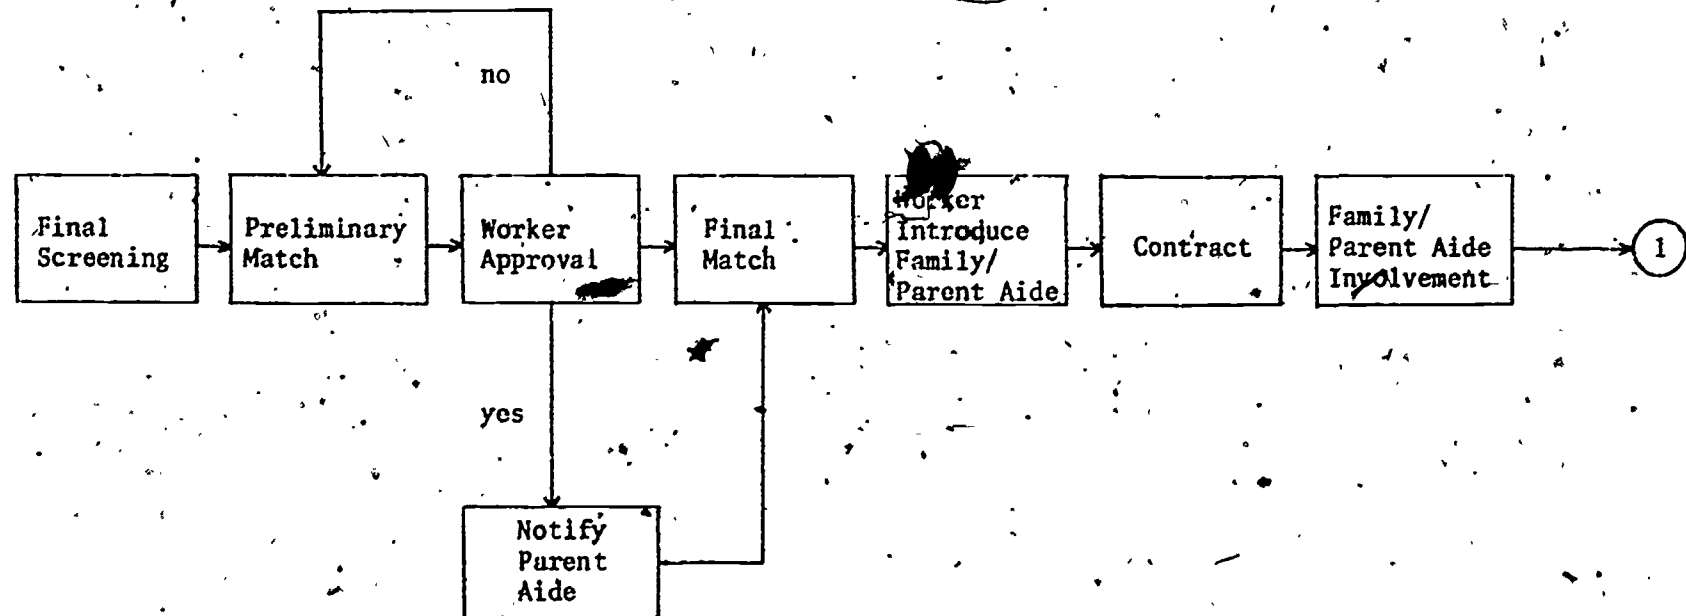 no
Final
Screening
Preliminary
Match
Worker
Approval
Final
Match
Worker
Introduce
Family/
Parent Aide
Contract
Family/
Parent Aide
Involvement
1
yes
Notify
Parent
Aide